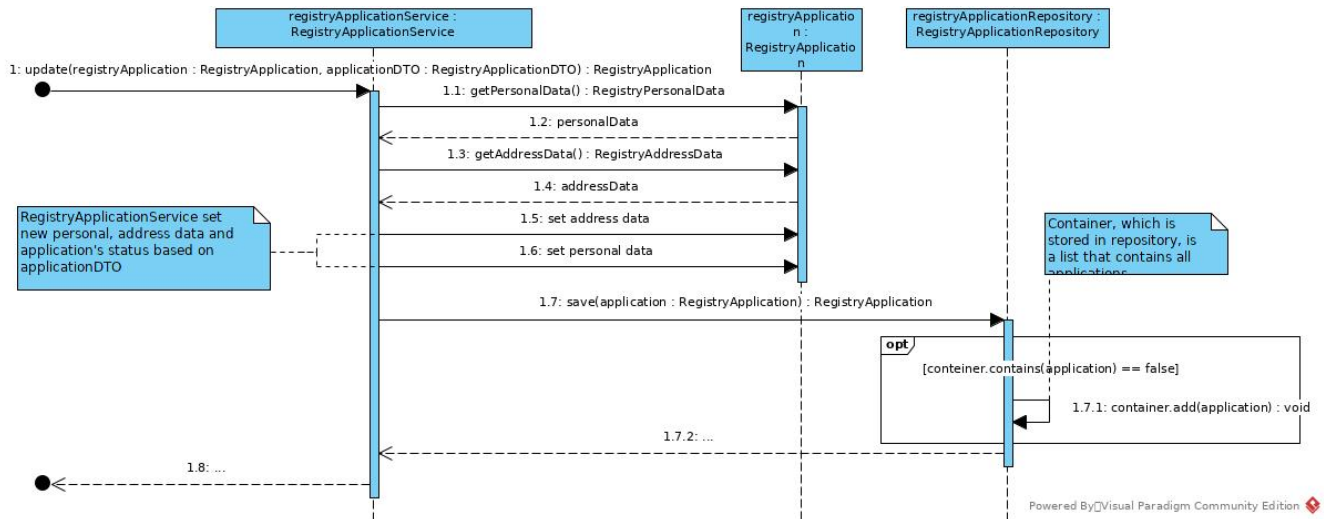 registryApplicationService :
RegistryApplicationService
registryApplicatio
n :
RegistryApplicatio
n
registryApplicationRepository :
RegistryApplicationRepository
1: update(registryApplication : RegistryApplication, applicationDTO : RegistryApplicationDTO) : RegistryApplication
1.1: getPersonalData() : RegistryPersonalData
1.2: personalData
1.3: getAddressData() : RegistryAddressData
1.4: addressData
RegistryApplicationService set
new personal, address data and
application's status based on
applicationDTO
1.5: set address data
1.6: set personal data
Container, which is
stored in repository, is
a list that contains all
applications
1.7: save(application : RegistryApplication) : RegistryApplication
opt
[conteiner.contains(application) == false]
1.7.1: container.add(application) : void
1.7.2: ...
1.8: ...
Powered By Visual Paradigm Community Edition